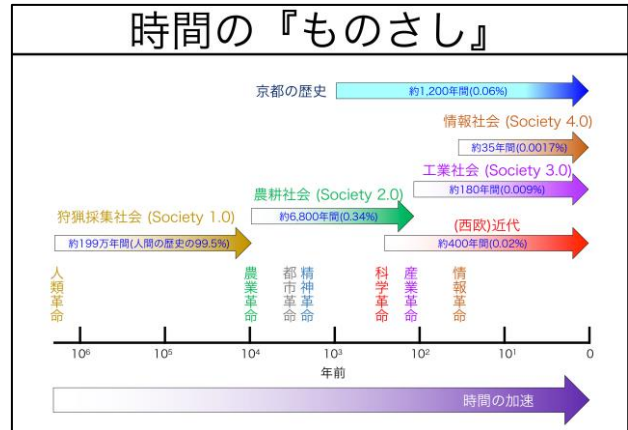 時間の『ものさし』
京都の歴史
約1,200年間(0.06%)
情報社会 (Society 4.0)
約35年間(0.0017%)
工業社会 (Society 3.0)
農耕社会 (Society 2.0)
約180年間(0.009%)
狩猟採集社会 (Society 1.0)
約6,800年間(0.34%)
(西欧)近代
約199万年間(人間の歴史の99.5%)
約400年間(0.02%)
人類革命
農業革命
都市革命
精神革命
科学革命
産業革命
情報革命
10⁶ 10⁵ 10⁴ 10³ 10² 10¹ 0
年前
時間の加速